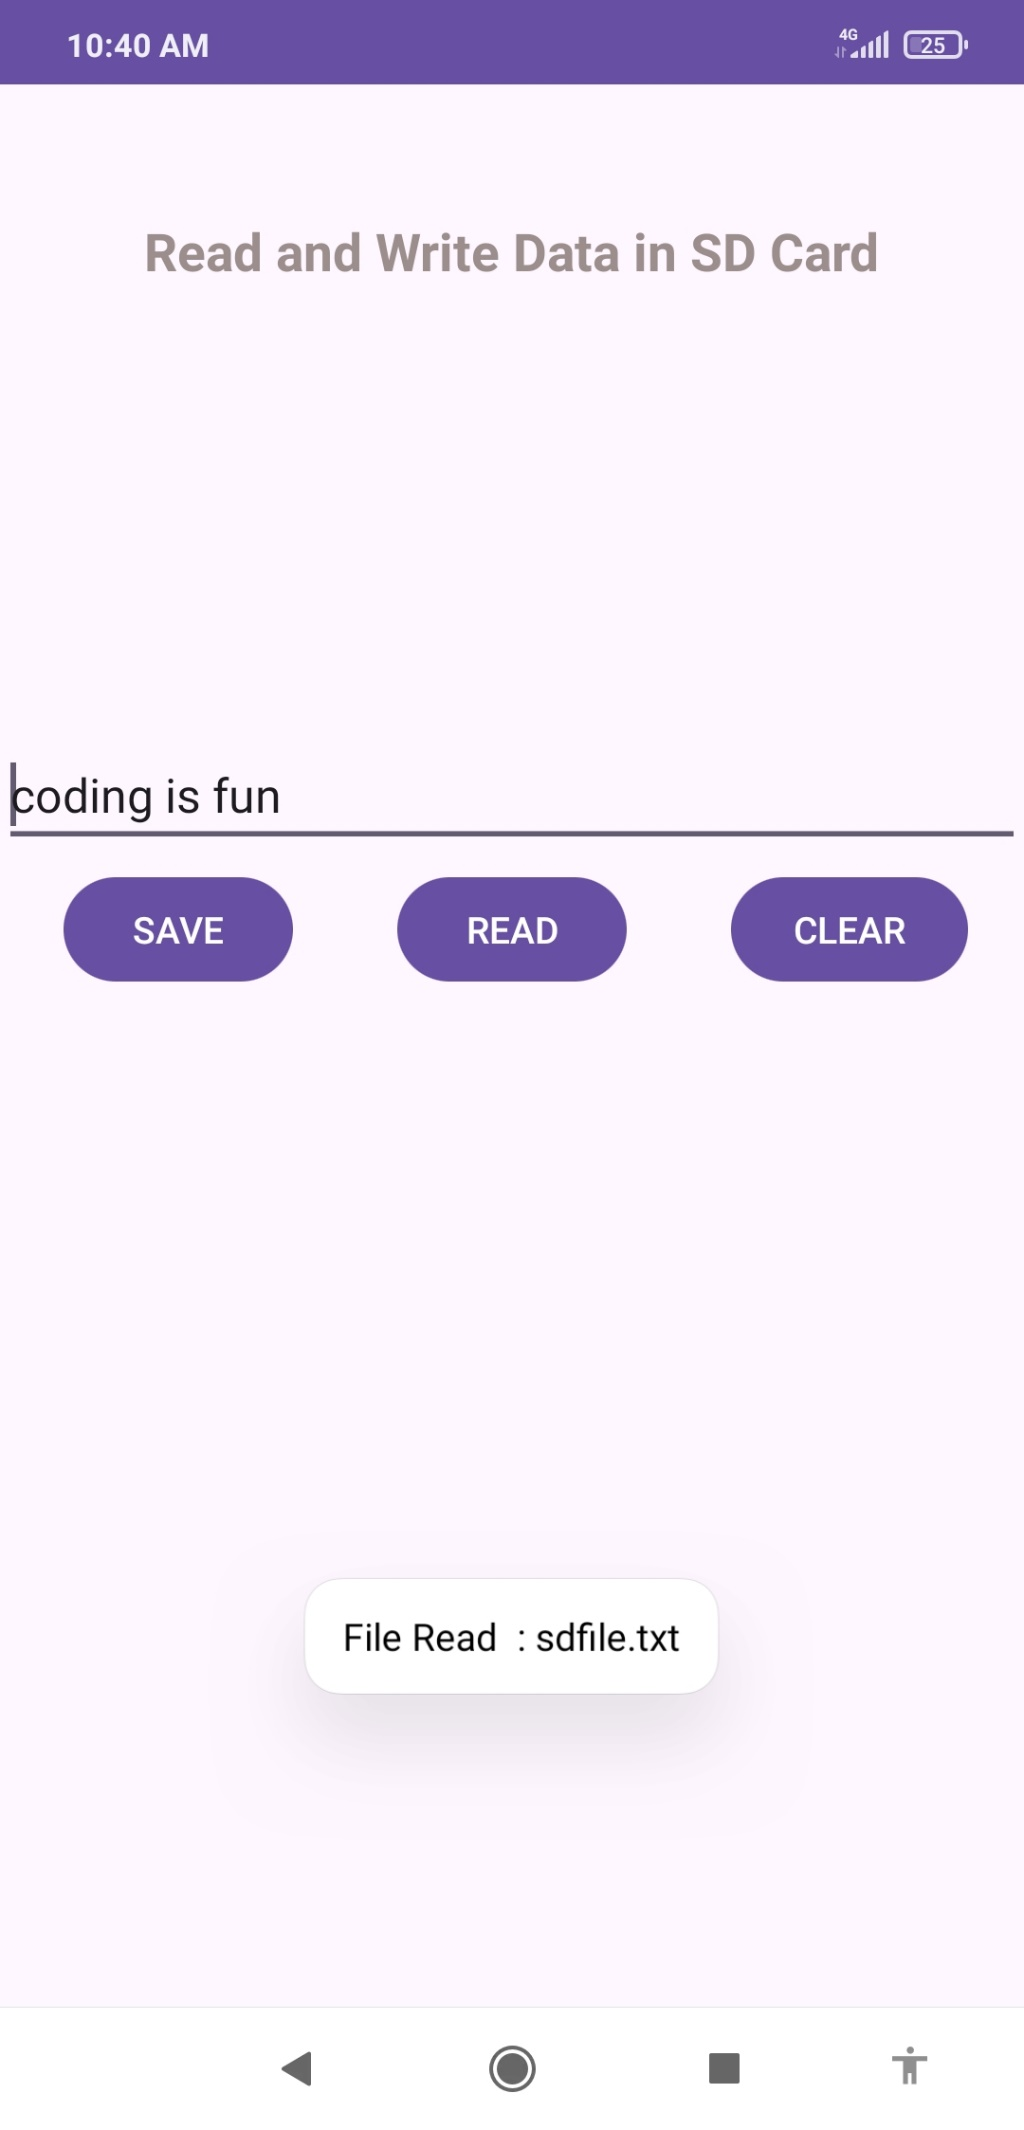 10:40 AM 4G 25
Read and Write Data in SD Card
coding is fun
SAVE READ CLEAR
File Read  : sdfile.txt